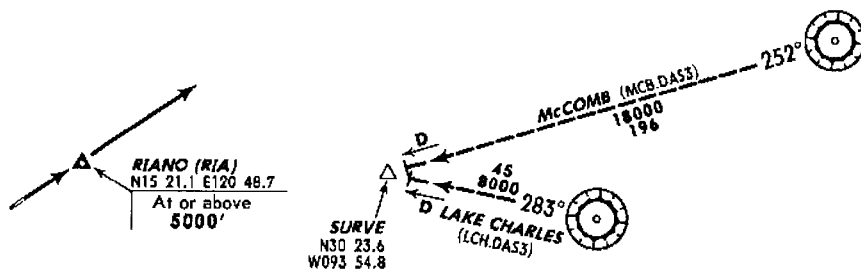 RIANO (RIA)
N15 21.1 E120 48.7
At or above
5000'
252°
McCOMB (MCB.DAS3)
18000
196
D
45
8000
283°
D
LAKE CHARLES
(LCH.DAS3)
SURVE
N30 23.6
W093 54.8